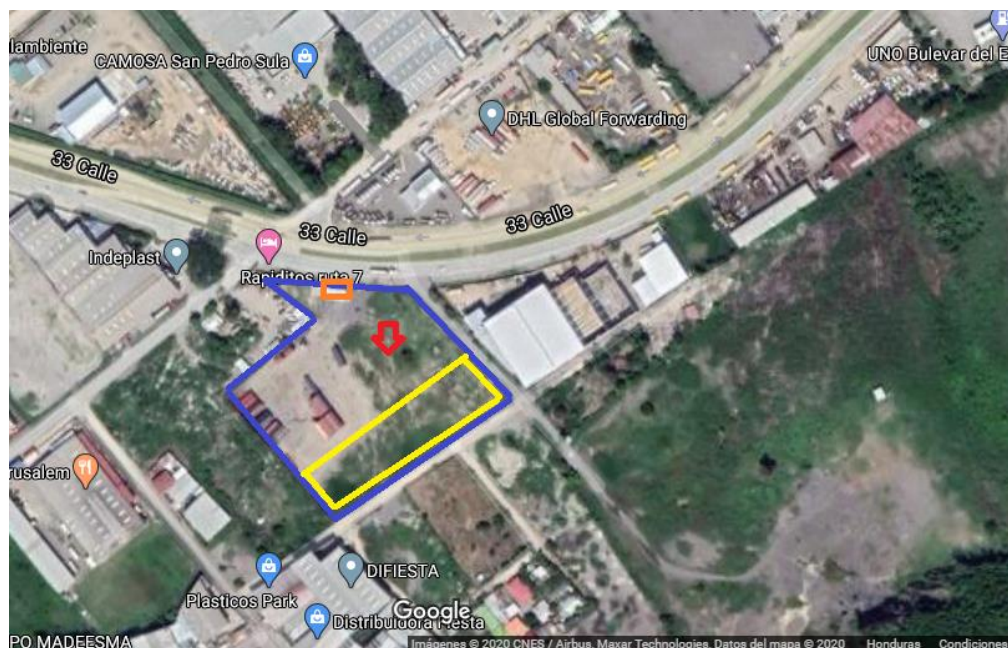 lambiente
CAMOSA San Pedro Sula
UNO Bulevar del E
DHL Global Forwarding
33 Calle
33 Calle
33 Calle
Indeplast
Rapiditos ruta 7
rusalem
DIFIESTA
Plasticos Park
Google
Distribuidora Fiesta
PO MADEESMA
Imágenes © 2020 CNES / Airbus, Maxar Technologies, Datos del mapa © 2020 Honduras Condiciones